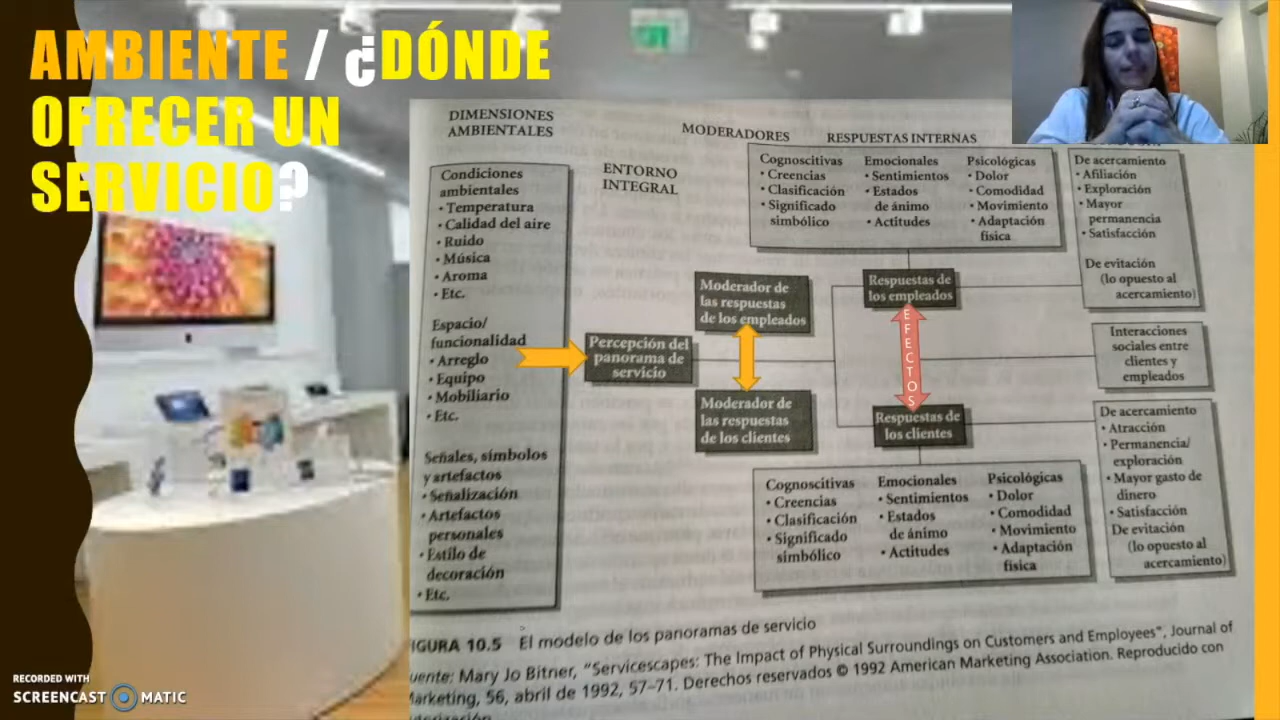 AMBIENTE / ¿DÓNDE
OFRECER UN
SERVICIO?
DIMENSIONES
AMBIENTALES
Condiciones
ambientales
• Temperatura
• Calidad del aire
• Ruido
• Música
• Aroma
• Etc.
Espacio/
funcionalidad
• Arreglo
• Equipo
• Mobiliario
• Etc.
Señales, símbolos
y artefactos
• Señalización
• Artefactos
personales
• Estilo de
decoración
• Etc.
ENTORNO
INTEGRAL
Percepción del
panorama de
servicio
MODERADORES
Moderador de
las respuestas
de los empleados
Moderador de
las respuestas
de los clientes
RESPUESTAS INTERNAS
Cognoscitivas
• Creencias
• Clasificación
• Significado
simbólico
Emocionales
• Sentimientos
• Estados
de ánimo
• Actitudes
Psicológicas
• Dolor
• Comodidad
• Movimiento
• Adaptación
física
Respuestas de
los empleados
EFECTOS
Respuestas de
los clientes
Cognoscitivas
• Creencias
• Clasificación
• Significado
simbólico
Emocionales
• Sentimientos
• Estados
de ánimo
• Actitudes
Psicológicas
• Dolor
• Comodidad
• Movimiento
• Adaptación
física
De acercamiento
• Afiliación
• Exploración
• Mayor
permanencia
• Satisfacción
De evitación
(lo opuesto al
acercamiento)
Interacciones
sociales entre
clientes y
empleados
De acercamiento
• Atracción
• Permanencia/
exploración
• Mayor gasto de
dinero
• Satisfacción
De evitación
(lo opuesto al
acercamiento)
IGURA 10.5 El modelo de los panoramas de servicio
uente: Mary Jo Bitner, "Servicescapes: The Impact of Physical Surroundings on Customers and Employees", Journal of
arketing, 56, abril de 1992, 57–71. Derechos reservados © 1992 American Marketing Association. Reproducido con
RECORDED WITH
SCREENCAST MATIC